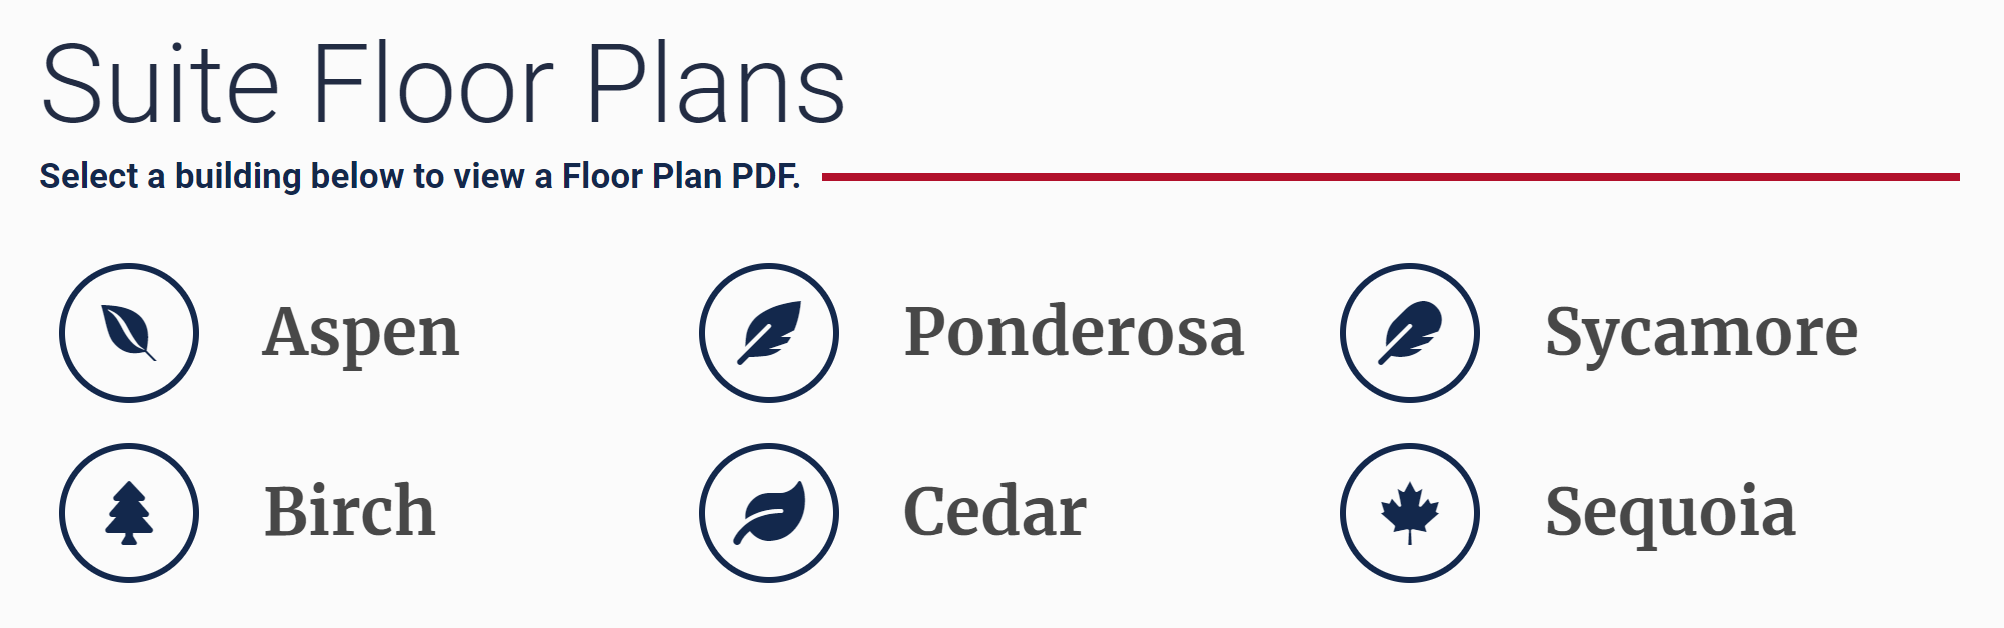 Suite Floor Plans
Select a building below to view a Floor Plan PDF.
Aspen
Ponderosa
Sycamore
Birch
Cedar
Sequoia